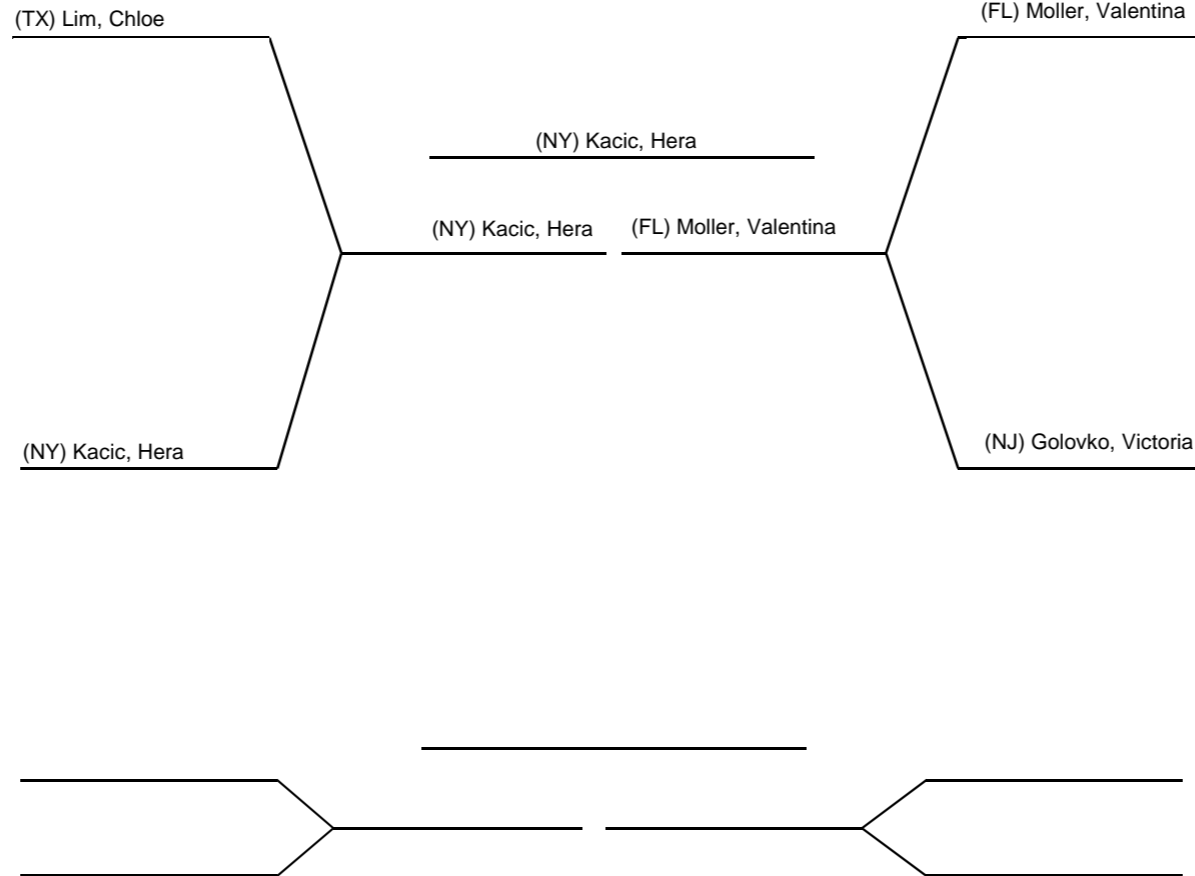 (TX) Lim, Chloe
(FL) Moller, Valentina
(NY) Kacic, Hera
(NY) Kacic, Hera
(FL) Moller, Valentina
(NY) Kacic, Hera
(NJ) Golovko, Victoria